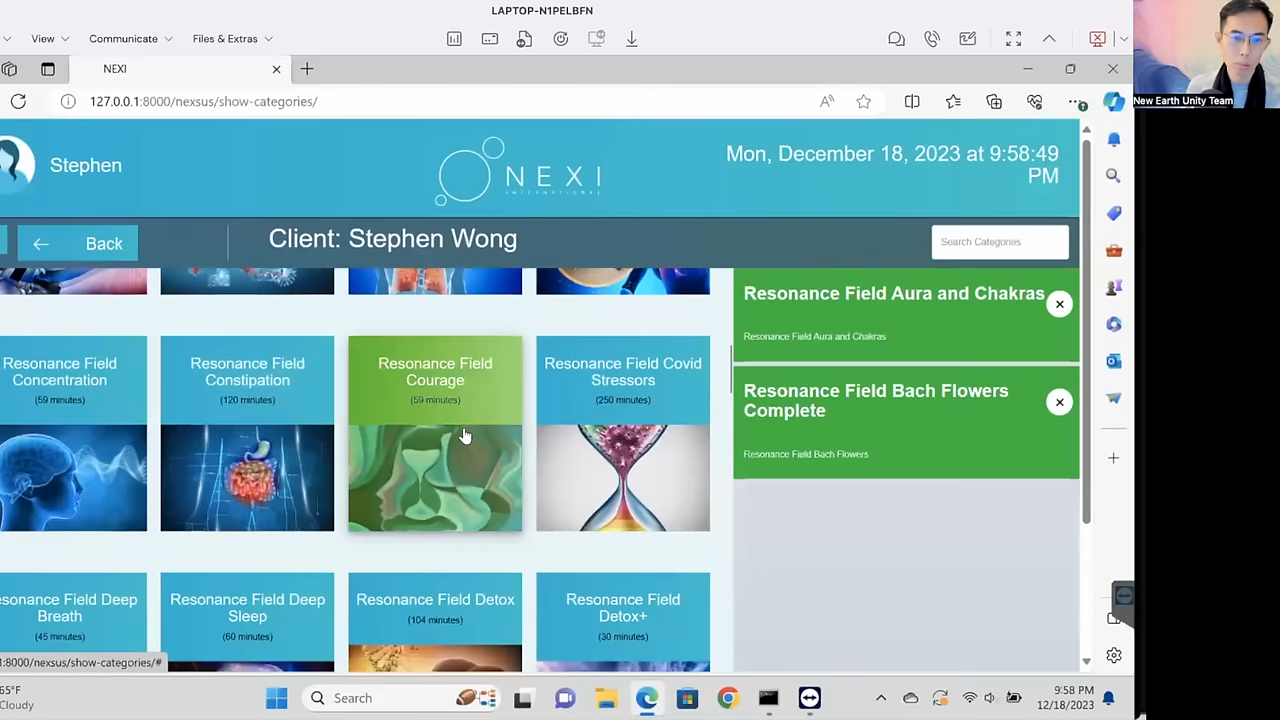 LAPTOP-N1PELBFN
View
Communicate
Files & Extras
NEXI
127.0.0.1:8000/nexsus/show-categories/
New Earth Unity Team
Stephen
NEXI
INTERNATIONAL
Mon, December 18, 2023 at 9:58:49
PM
Back
Client: Stephen Wong
Search Categories
Resonance Field Aura and Chakras
Resonance Field Aura and Chakras
Resonance Field Bach Flowers
Complete
Resonance Field Bach Flowers
Resonance Field
Concentration
(59 minutes)
Resonance Field
Constipation
(120 minutes)
Resonance Field
Courage
(59 minutes)
Resonance Field Covid
Stressors
(250 minutes)
sonance Field Deep
Breath
(45 minutes)
Resonance Field Deep
Sleep
(60 minutes)
Resonance Field Detox
(104 minutes)
Resonance Field
Detox+
(30 minutes)
1:8000/nexsus/show-categories/#
65°F
Cloudy
Search
9:58 PM
12/18/2023